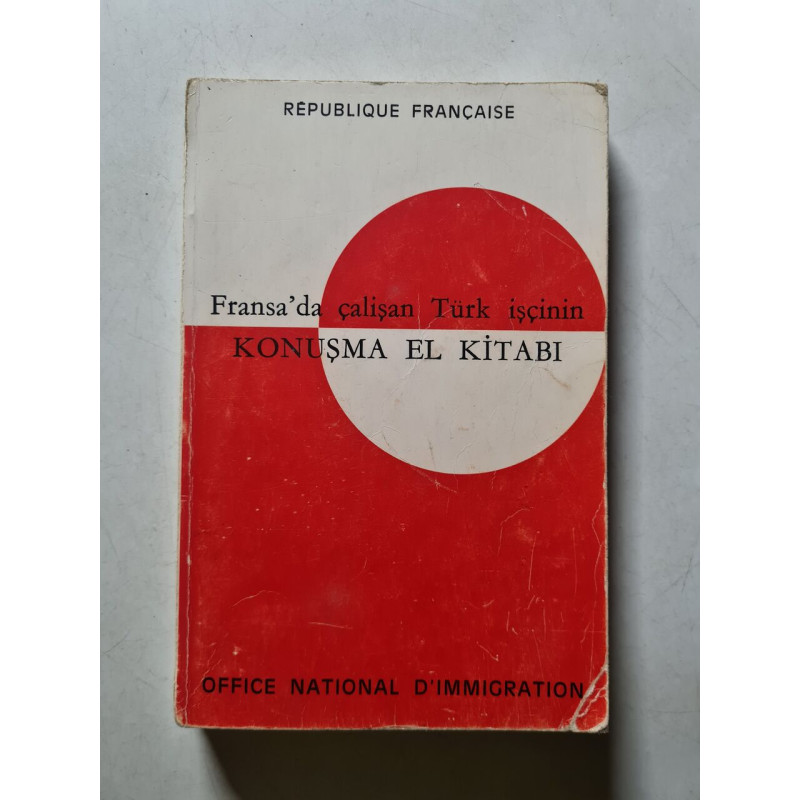 RÉPUBLIQUE FRANÇAISE
Fransa'da çalişan Türk işçinin
KONUŞMA EL KİTABI
OFFICE NATIONAL D'IMMIGRATION